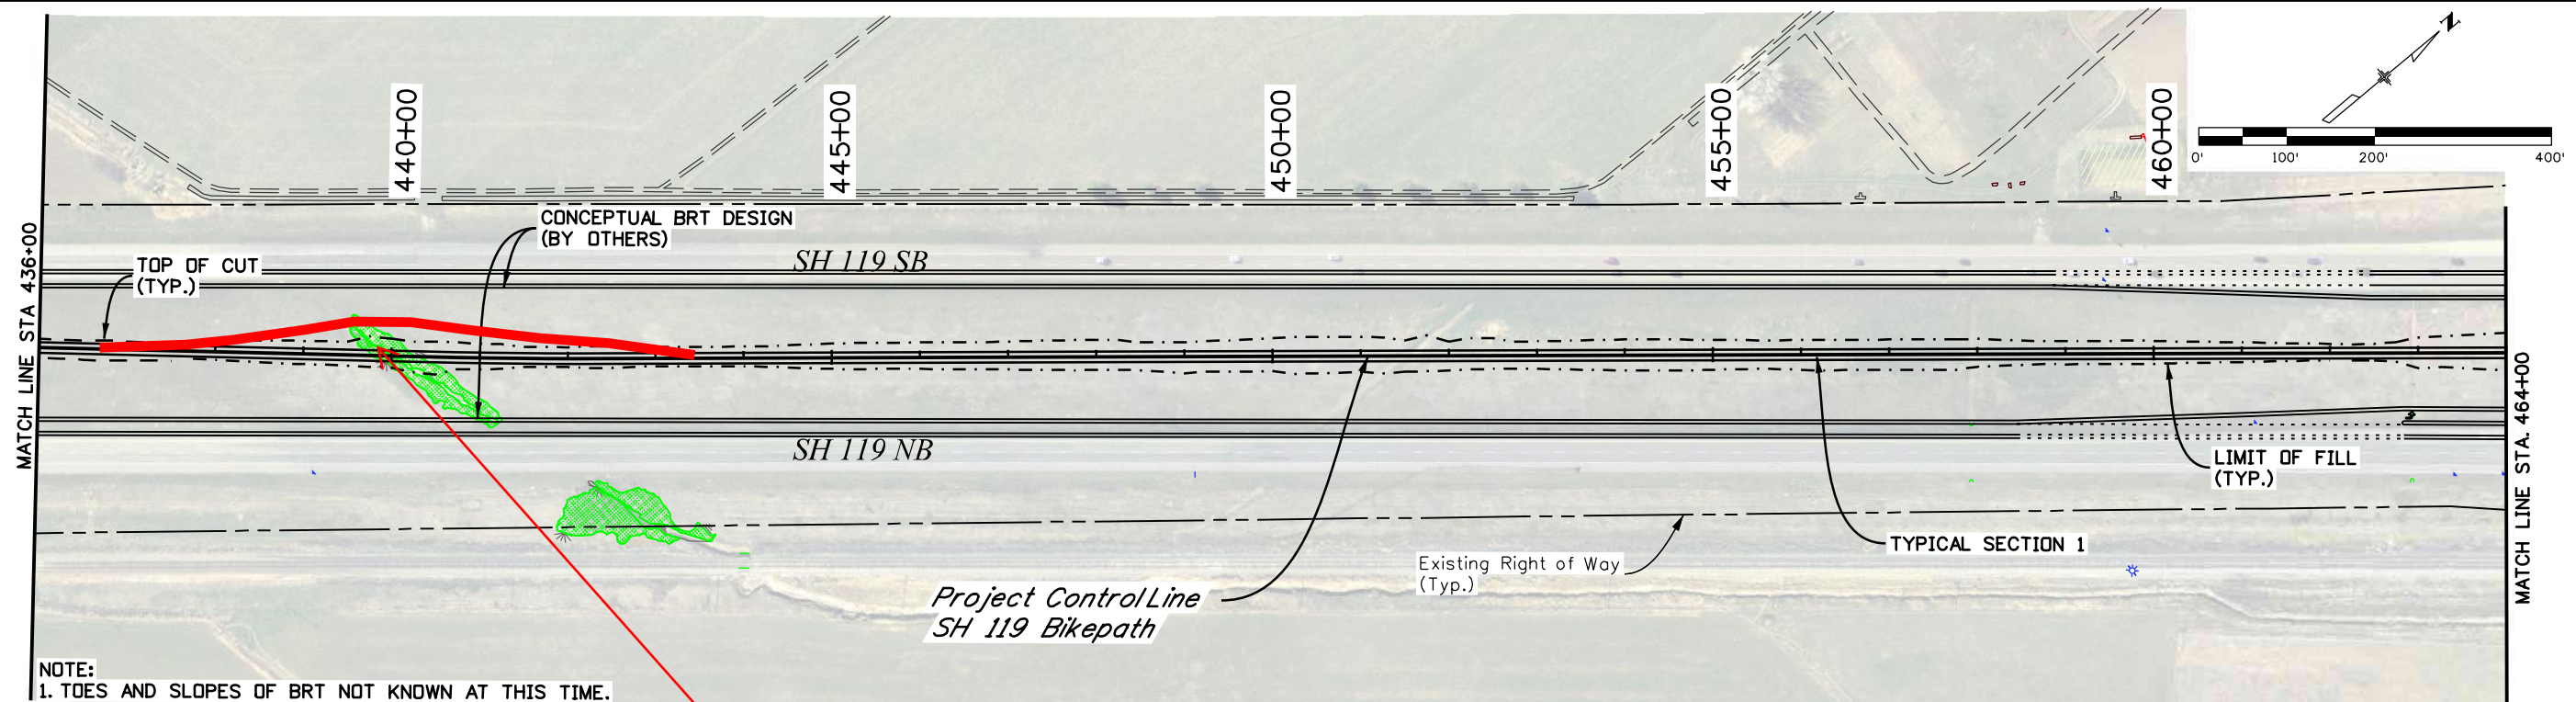 N
440+00
445+00
450+00
455+00
460+00
0' 100' 200' 400'
CONCEPTUAL BRT DESIGN
(BY OTHERS)
SH 119 SB
TOP OF CUT
(TYP.)
MATCH LINE STA 436+00
MATCH LINE STA. 464+00
SH 119 NB
LIMIT OF FILL
(TYP.)
TYPICAL SECTION 1
Existing Right of Way
(Typ.)
Project Control Line
SH 119 Bikepath
NOTE:
1. TOES AND SLOPES OF BRT NOT KNOWN AT THIS TIME.